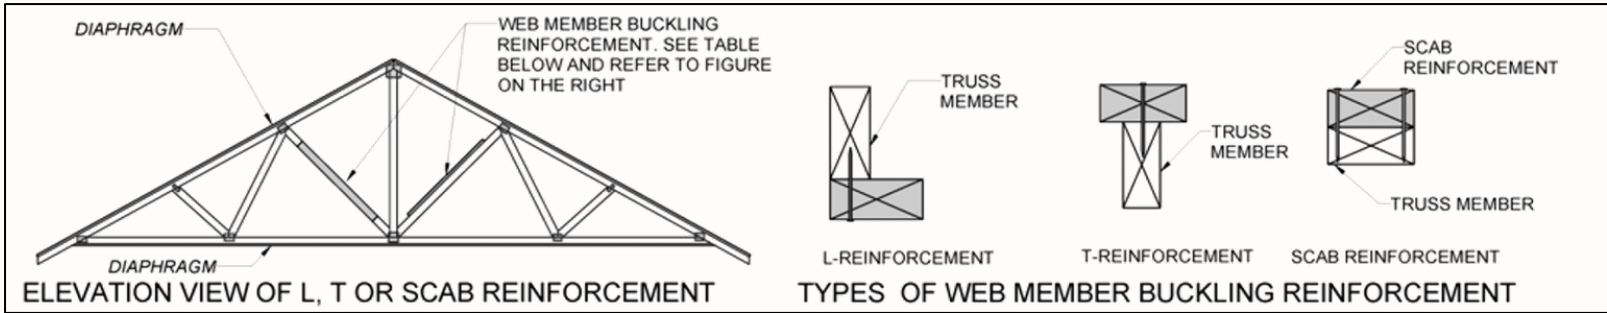 DIAPHRAGM
WEB MEMBER BUCKLING
REINFORCEMENT. SEE TABLE
BELOW AND REFER TO FIGURE
ON THE RIGHT
DIAPHRAGM
ELEVATION VIEW OF L, T OR SCAB REINFORCEMENT
TRUSS
MEMBER
L-REINFORCEMENT
TRUSS
MEMBER
T-REINFORCEMENT
SCAB
REINFORCEMENT
TRUSS MEMBER
SCAB REINFORCEMENT
TYPES OF WEB MEMBER BUCKLING REINFORCEMENT